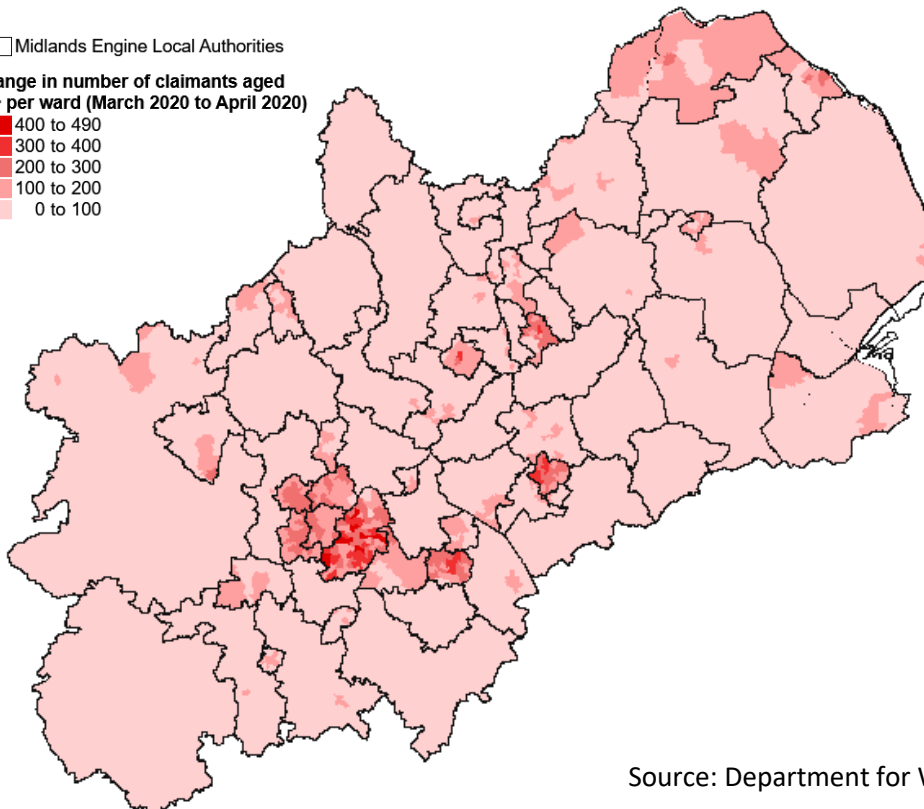 Midlands Engine Local Authorities
ange in number of claimants aged
per ward (March 2020 to April 2020)
400 to 490
300 to 400
200 to 300
100 to 200
0 to 100
Source: Department for